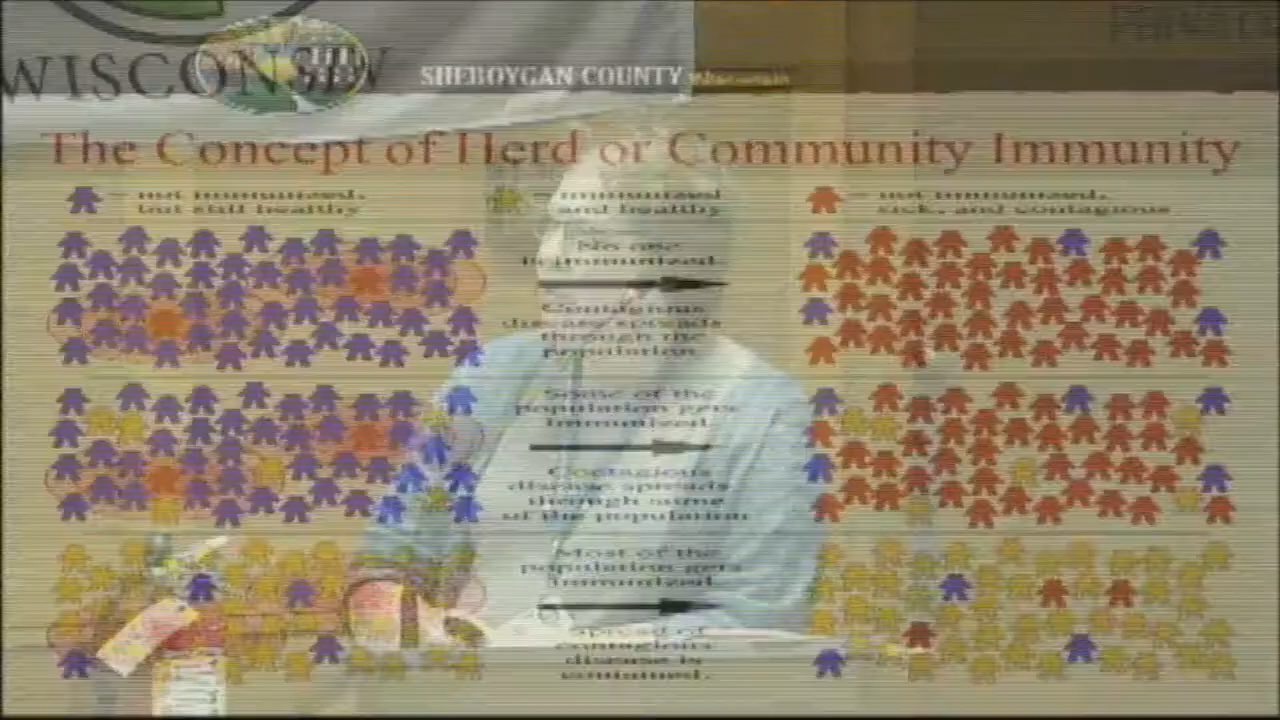 WISCONSIN
SHEBOYGAN COUNTY Wisconsin
The Concept of Herd or Community Immunity
not immunized,
but still healthy
immunized
and healthy
not immunized,
sick, and contagious
No one
is immunized.
Contagious
disease spreads
through the
population.
Some of the
population gets
immunized.
Contagious
disease spreads
through some
of the population.
Most of the
population gets
immunized.
Spread of
contagious
disease is
contained.